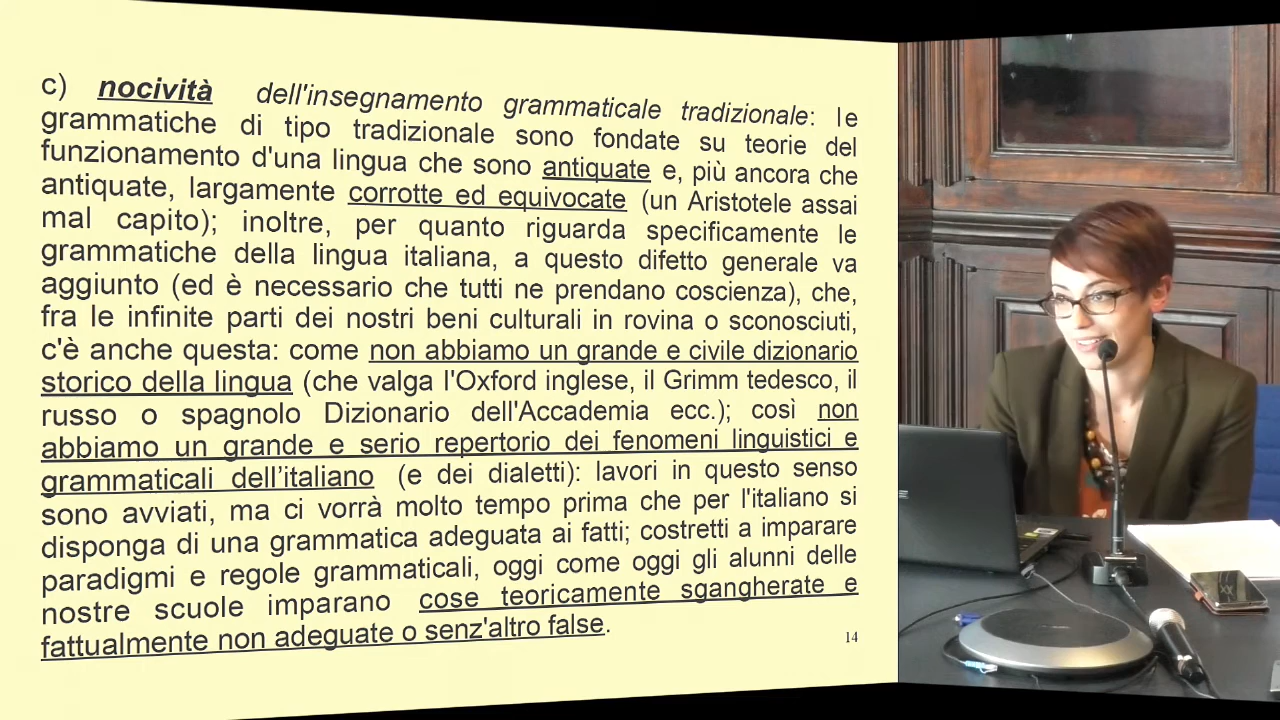 c) nocività dell'insegnamento grammaticale tradizionale: le
grammatiche di tipo tradizionale sono fondate su teorie del
funzionamento d'una lingua che sono antiquate e, più ancora che
antiquate, largamente corrotte ed equivocate (un Aristotele assai
mal capito); inoltre, per quanto riguarda specificamente le
grammatiche della lingua italiana, a questo difetto generale va
aggiunto (ed è necessario che tutti ne prendano coscienza), che,
fra le infinite parti dei nostri beni culturali in rovina o sconosciuti,
c'è anche questa: come non abbiamo un grande e civile dizionario
storico della lingua (che valga l'Oxford inglese, il Grimm tedesco, il
russo o spagnolo Dizionario dell'Accademia ecc.); così non
abbiamo un grande e serio repertorio dei fenomeni linguistici e
grammaticali dell’italiano (e dei dialetti): lavori in questo senso
sono avviati, ma ci vorrà molto tempo prima che per l'italiano si
disponga di una grammatica adeguata ai fatti; costretti a imparare
paradigmi e regole grammaticali, oggi come oggi gli alunni delle
nostre scuole imparano cose teoricamente sgangherate e
fattualmente non adeguate o senz'altro false.
14